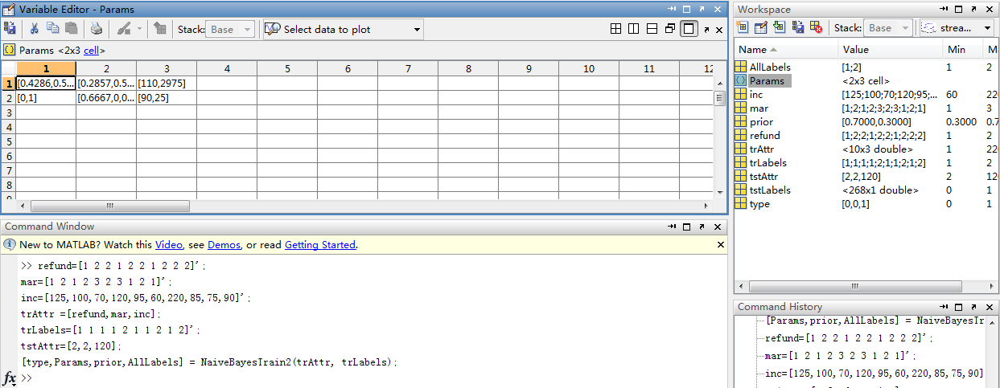 Variable Editor - Params
Stack: Base Select data to plot
Params <2x3 cell>
1 2 3 4 5 6 7 8 9 10 11 12
1 [0.4286,0.5... [0.2857,0.5... [110,2975]
2 [0,1] [0.6667,0,0... [90,25]
3
4
5
6
7
8
9
Command Window
New to MATLAB? Watch this Video, see Demos, or read Getting Started.
>> refund=[1 2 2 1 2 2 1 2 2 2]';
mar=[1 2 1 2 3 2 3 1 2 1]';
inc=[125,100,70,120,95,60,220,85,75,90]';
trAttr =[refund,mar,inc];
trLabels=[1 1 1 1 2 1 1 2 1 2]';
tstAttr=[2,2,120];
[type,Params,prior,AllLabels] = NaiveBayesTrain2(trAttr, trLabels);
fx >>
Workspace
Stack: Base strea...
Name Value Min Ma
AllLabels [1;2] 1 2
Params <2x3 cell>
inc [125;100;70;120;95;... 60 220
mar [1;2;1;2;3;2;3;1;2;1] 1 3
prior [0.7000,0.3000] 0.3000 0.7
refund [1;2;2;1;2;2;1;2;2;2] 1 2
trAttr <10x3 double> 1 220
trLabels [1;1;1;1;2;1;1;2;1;2] 1 2
tstAttr [2,2,120] 2 120
tstLabels <268x1 double> 0 1
type [0,0,1] 0 1
Command History
[Params,prior,AllLabels] = NaiveBayesTr
refund=[1 2 2 1 2 2 1 2 2 2]';
mar=[1 2 1 2 3 2 3 1 2 1]';
inc=[125,100,70,120,95,60,220,85,75,90]